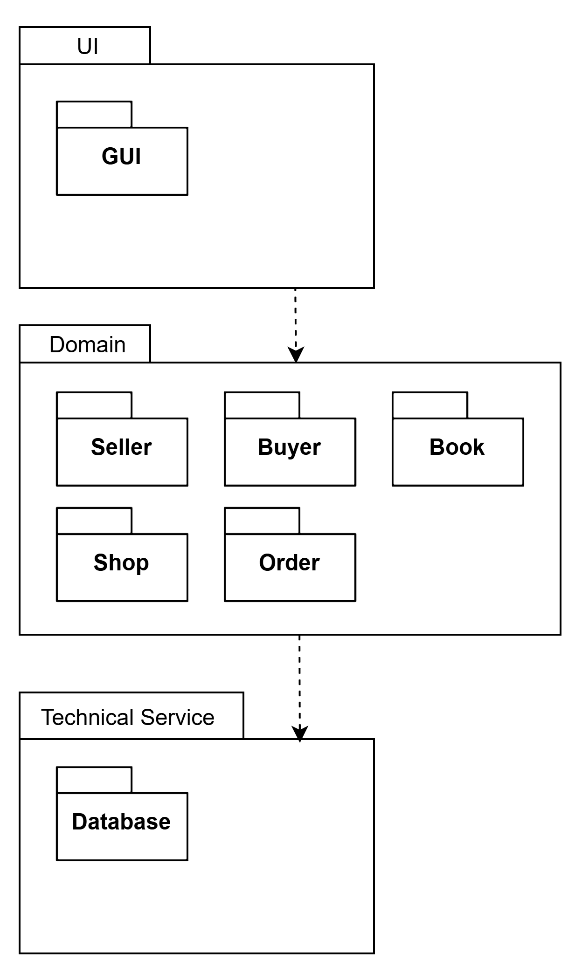 UI
GUI
Domain
Seller
Buyer
Book
Shop
Order
Technical Service
Database